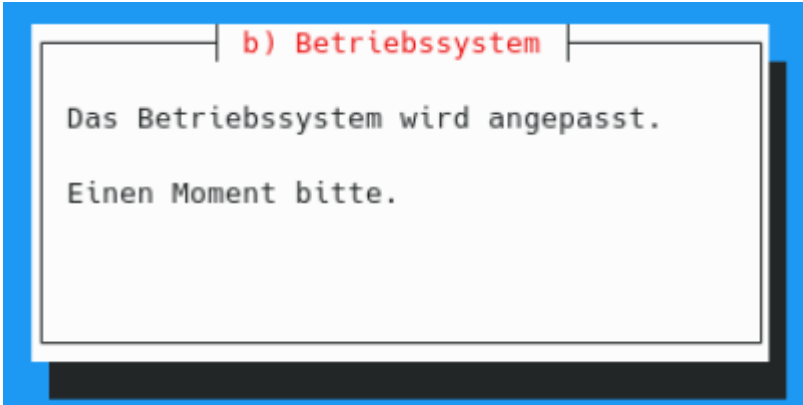 b) Betriebssystem
Das Betriebssystem wird angepasst.
Einen Moment bitte.